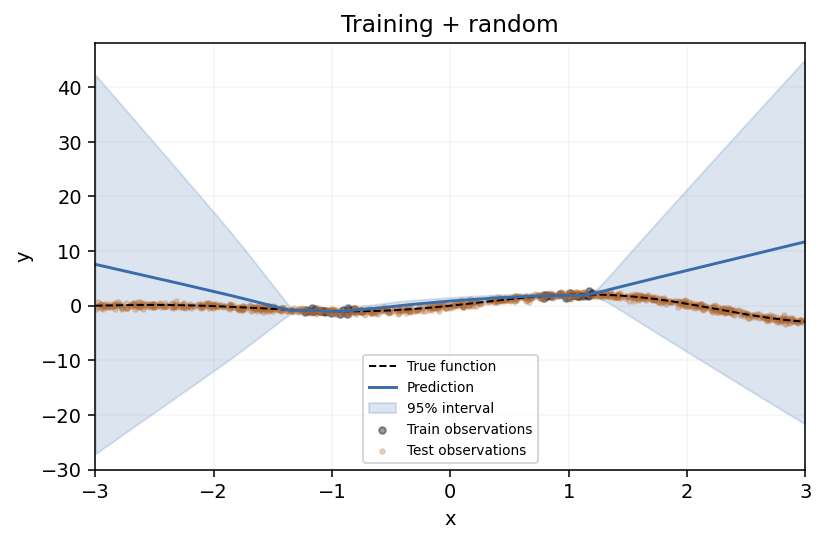 Training + random
40
30
20
10
0
−10
−20
−30
y
True function
Prediction
95% interval
Train observations
Test observations
−3
−2
−1
0
1
2
3
x